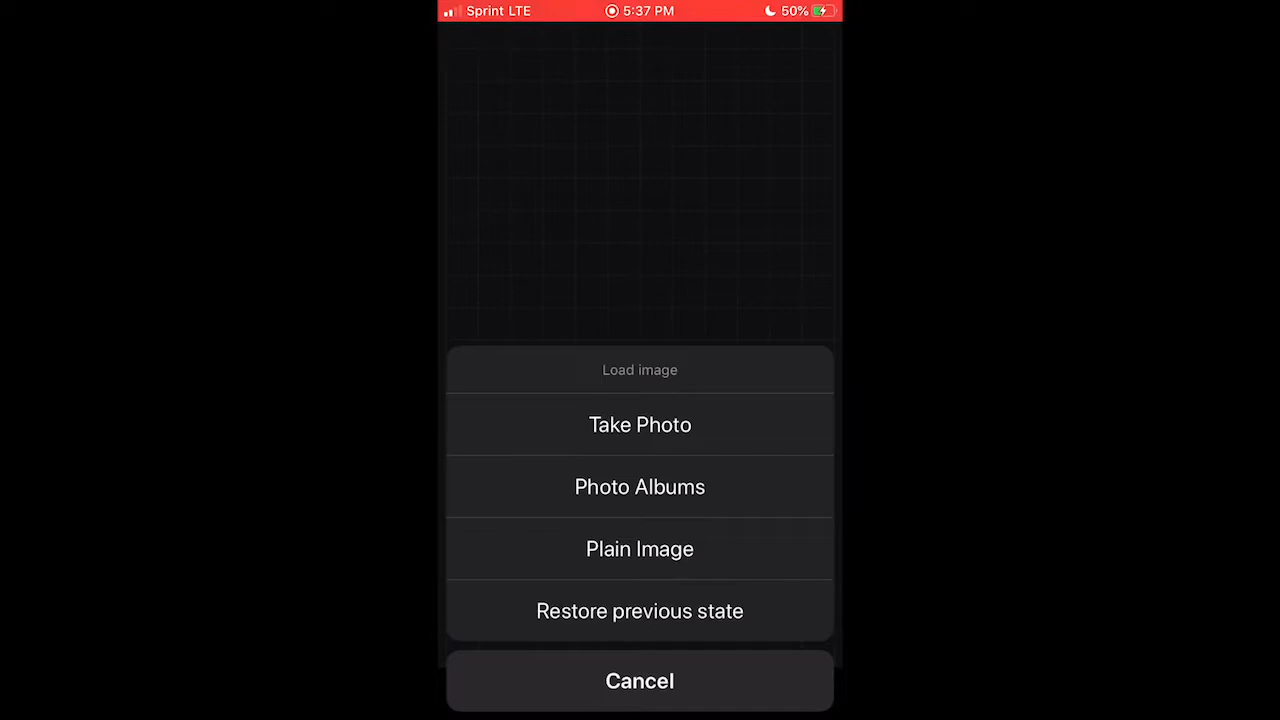 Sprint LTE 5:37 PM 50%
Load image
Take Photo
Photo Albums
Plain Image
Restore previous state
Cancel